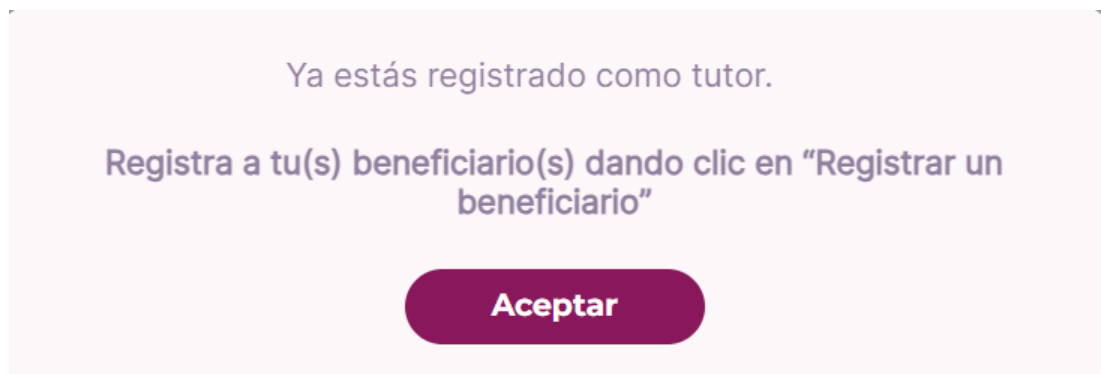 Ya estás registrado como tutor.
Registra a tu(s) beneficiario(s) dando clic en “Registrar un
beneficiario”
Aceptar